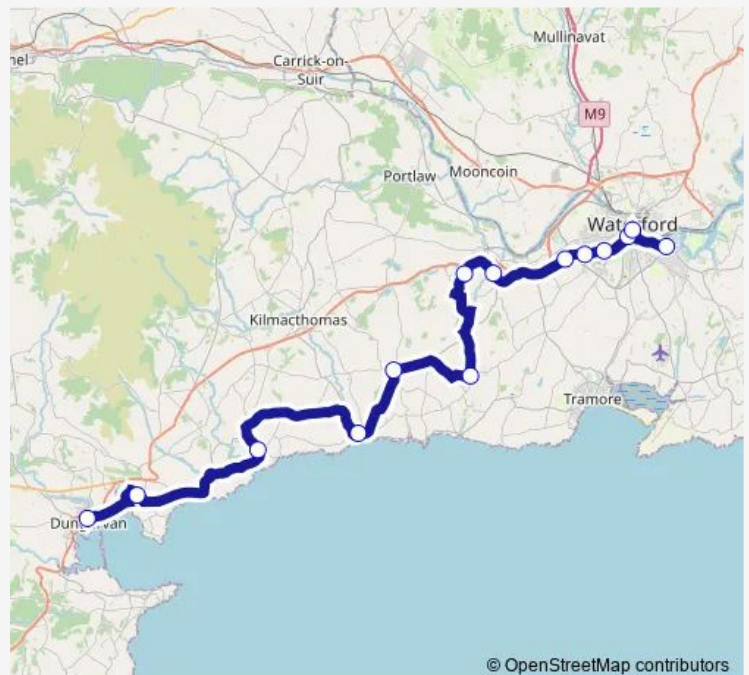 Mullinavat
nel
Carrick-on-
Suir
M9
Portlaw
Mooncoin
Waterford
Kilmacthomas
Tramore
Dungarvan
© OpenStreetMap contributors